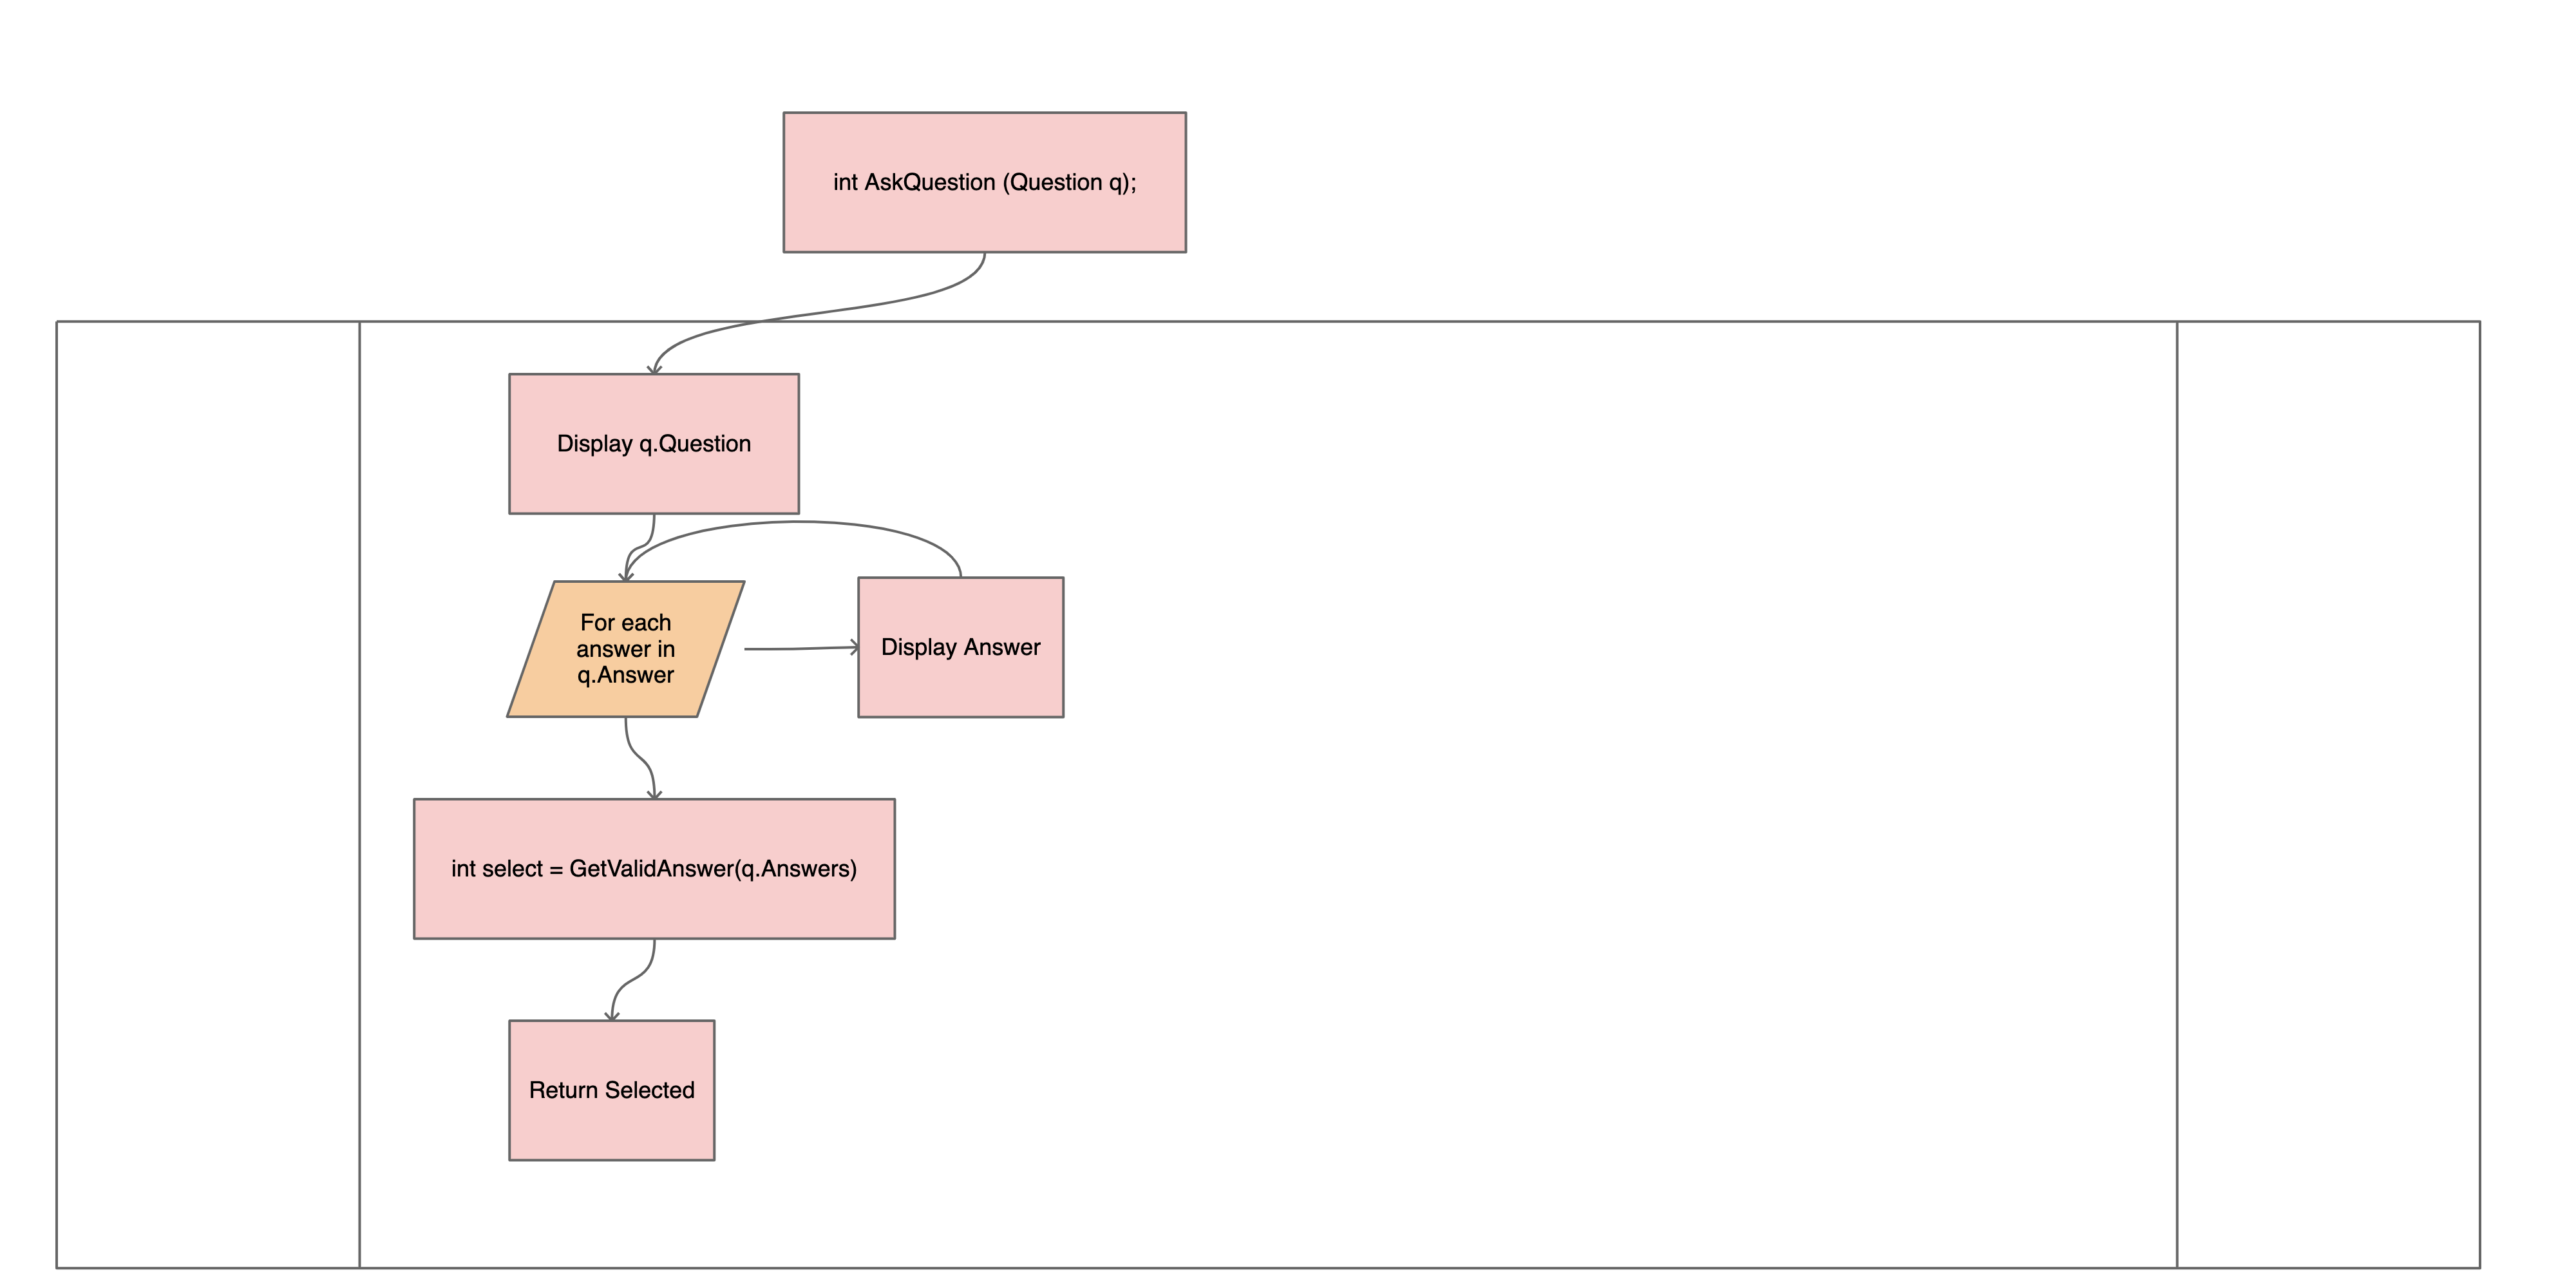 int AskQuestion (Question q);
Display q.Question
For each
answer in
q.Answer
Display Answer
int select = GetValidAnswer(q.Answers)
Return Selected